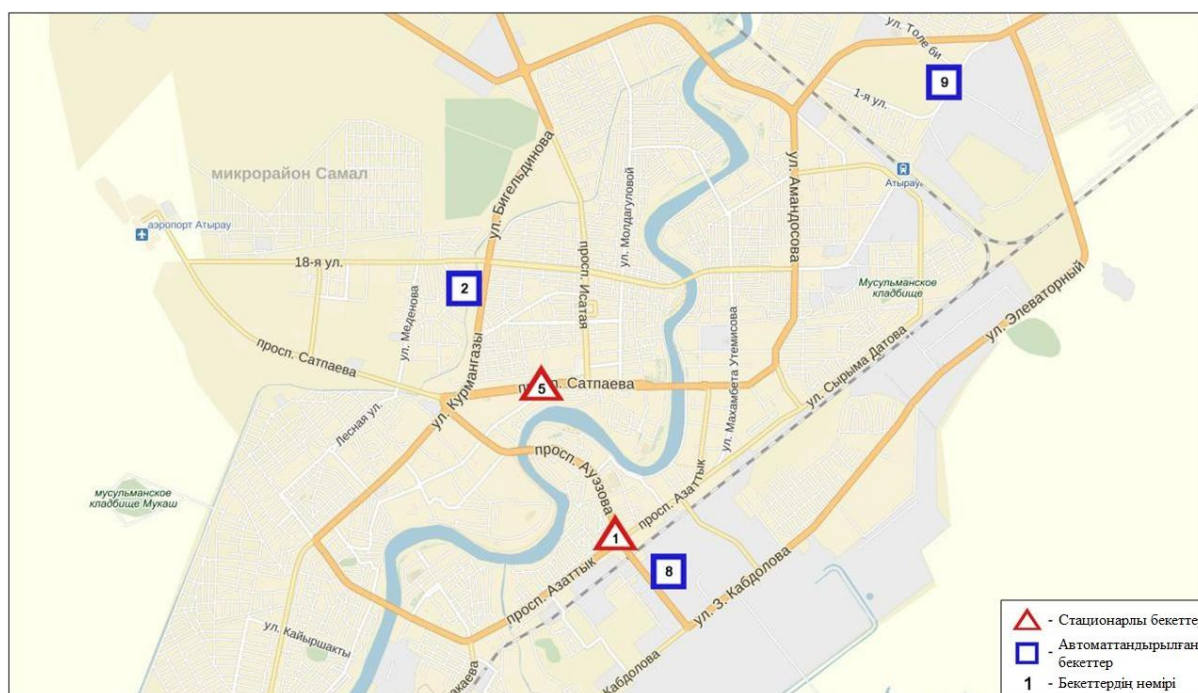 ул. Толе би
9
1-я ул.
ул. Бигельдинова
ул. Молдагуловой
ул. Амандосова
Атырау
микрорайон Самал
аэропорт Атырау
18-я ул.
просп. Исатая
Мусульманское
кладбище
2
ул. Меденова
ул. Элеваторный
просп. Сатпаева
ул. Махамбета Утемисова
ул. Сырыма Датова
ул. Курмангазы
5
Сатпаева
Лесная ул.
просп. Ауэзова
просп. Азаттык
мусульманское
кладбище Мукаш
1
8
просп. Азаттык
ул. З. Кабдолова
ул. Кайыршакты
Кабдолова
- Стационарлы бекетте
- Автоматтандырылған
бекеттер
1 - Бекеттердің нөмірі